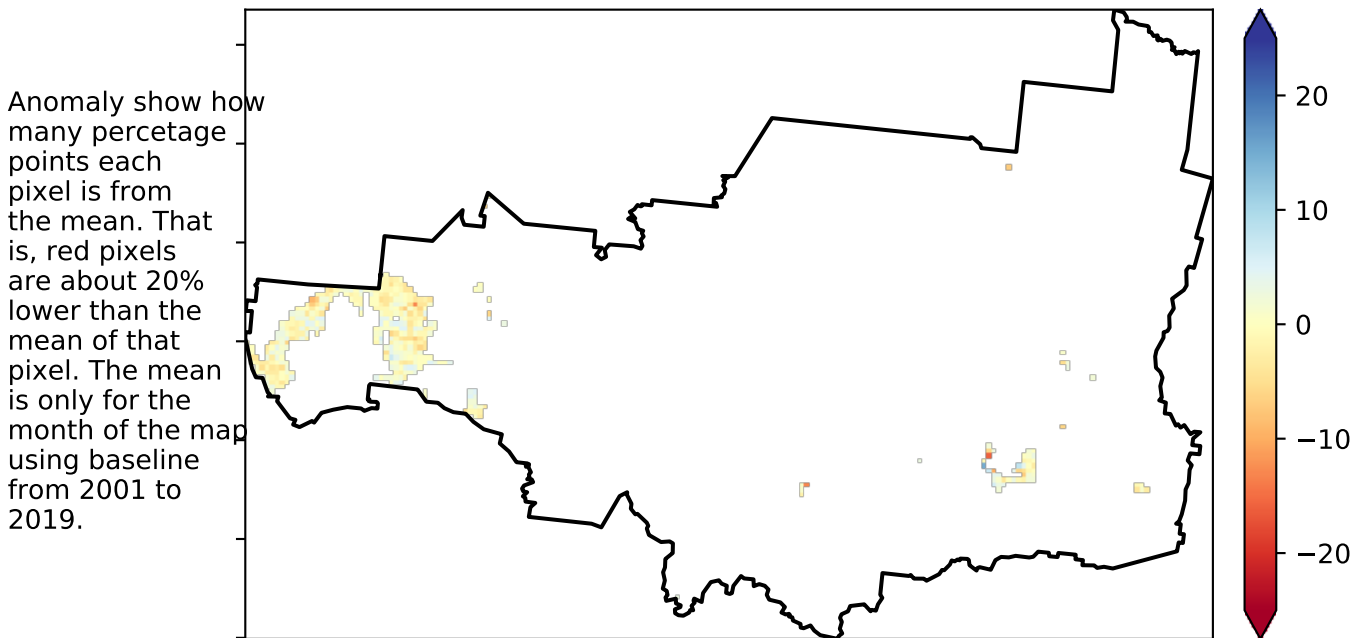 Anomaly show how
many percetage
points each
pixel is from
the mean. That
is, red pixels
are about 20%
lower than the
mean of that
pixel. The mean
is only for the
month of the map
using baseline
from 2001 to
2019.
20
10
0
−10
−20